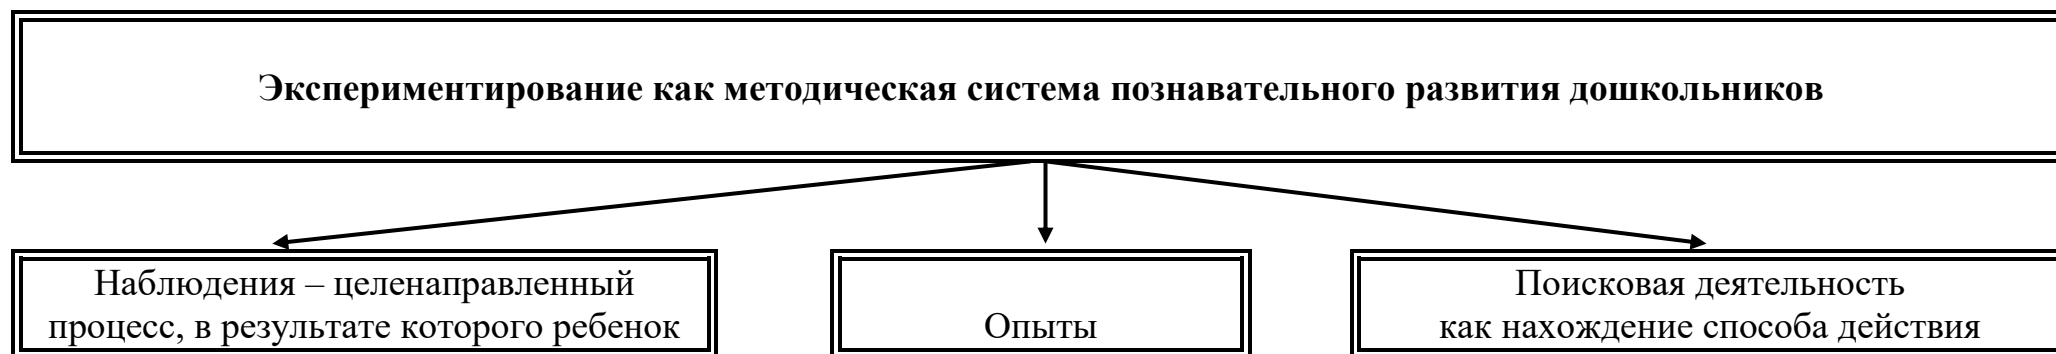 Экспериментирование как методическая система познавательного развития дошкольников
Наблюдения – целенаправленный
процесс, в результате которого ребенок
Опыты
Поисковая деятельность
как нахождение способа действия